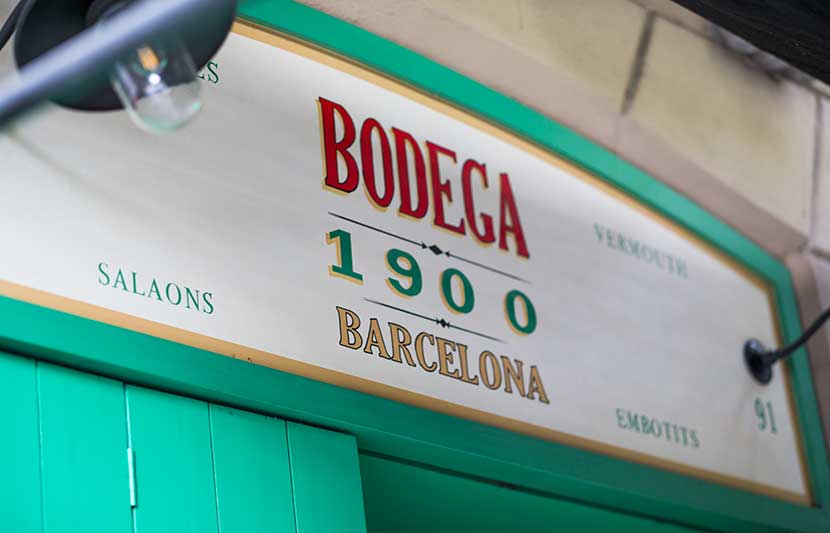 BODEGA
1900
BARCELONA
SALAONS
VERMOUTH
EMBOTITS
91